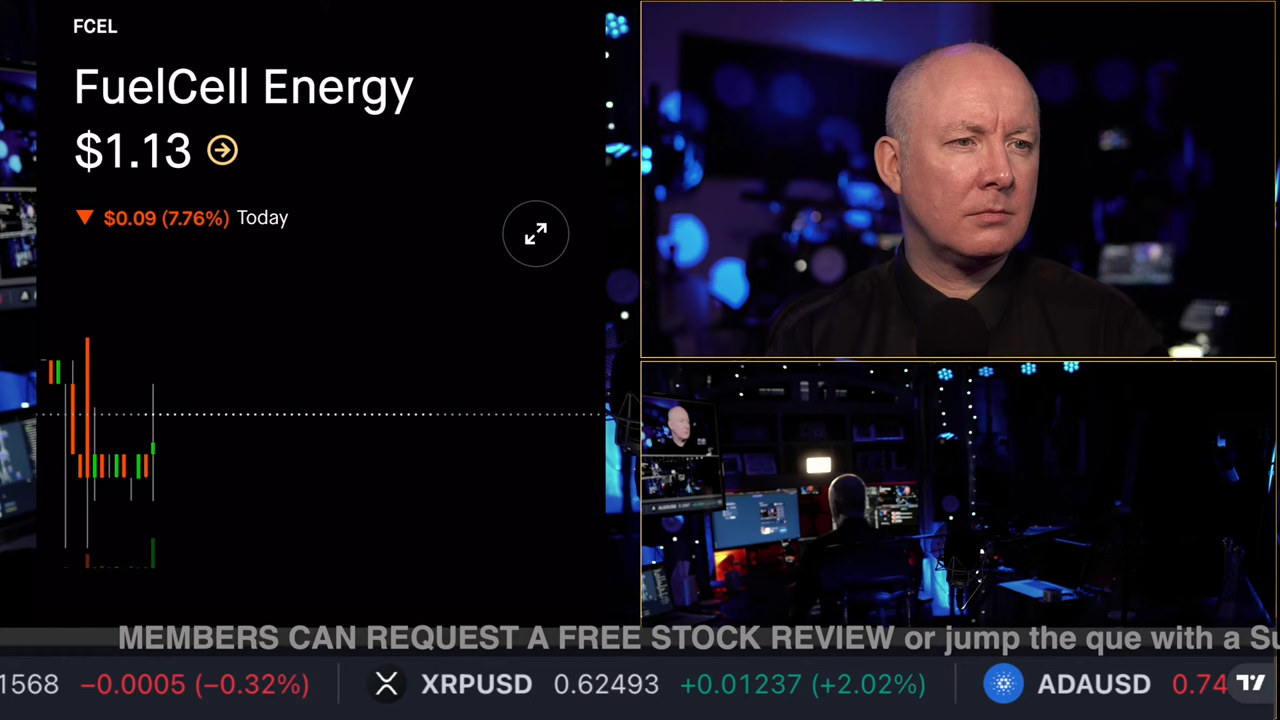 FCEL
FuelCell Energy
$1.13
$0.09 (7.76%) Today
MEMBERS CAN REQUEST A FREE STOCK REVIEW or jump the que with a Su
1568 −0.0005 (−0.32%) XRPUSD 0.62493 +0.01237 (+2.02%) ADAUSD 0.74